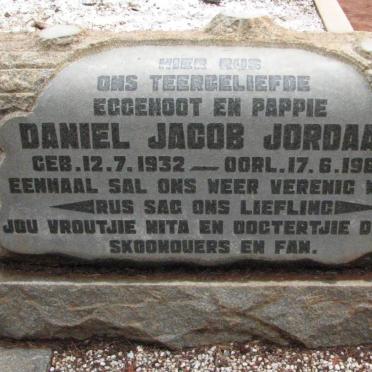 HIER RUS
ONS TEERGELIEFDE
EGGENOOT EN PAPPIE
DANIEL JACOB JORDAA
GEB. 12.7.1932 — OORL. 17.6.196
EENMAAL SAL ONS WEER VERENIG
RUS SAG ONS LIEFLING
JOU VROUTJIE NITA EN DOGTERTJIE D
SKOONOUERS EN FAM.